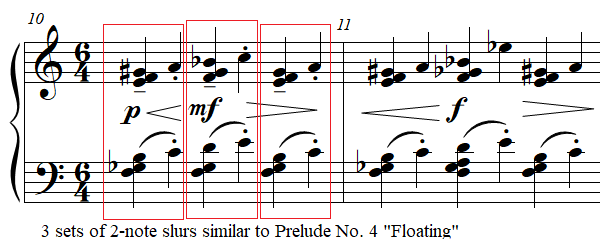 10
11
6
4
p
mf
f
6
4
3 sets of 2-note slurs similar to Prelude No. 4 "Floating"